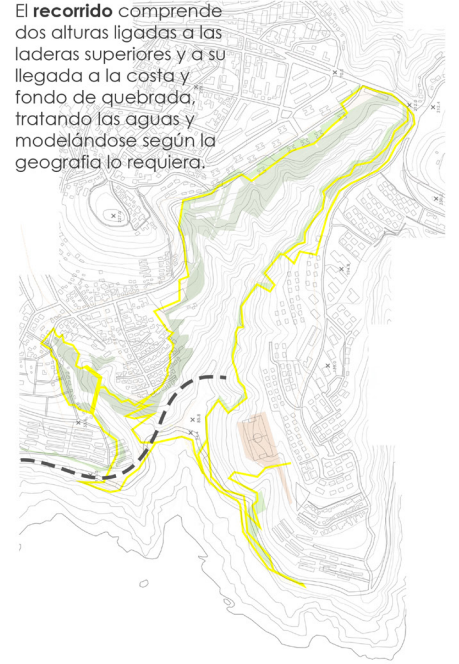 El recorrido comprende
dos alturas ligadas a las
laderas superiores y a su
llegada a la costa y
fondo de quebrada,
tratando las aguas y
modelándose según la
geografia lo requiera.